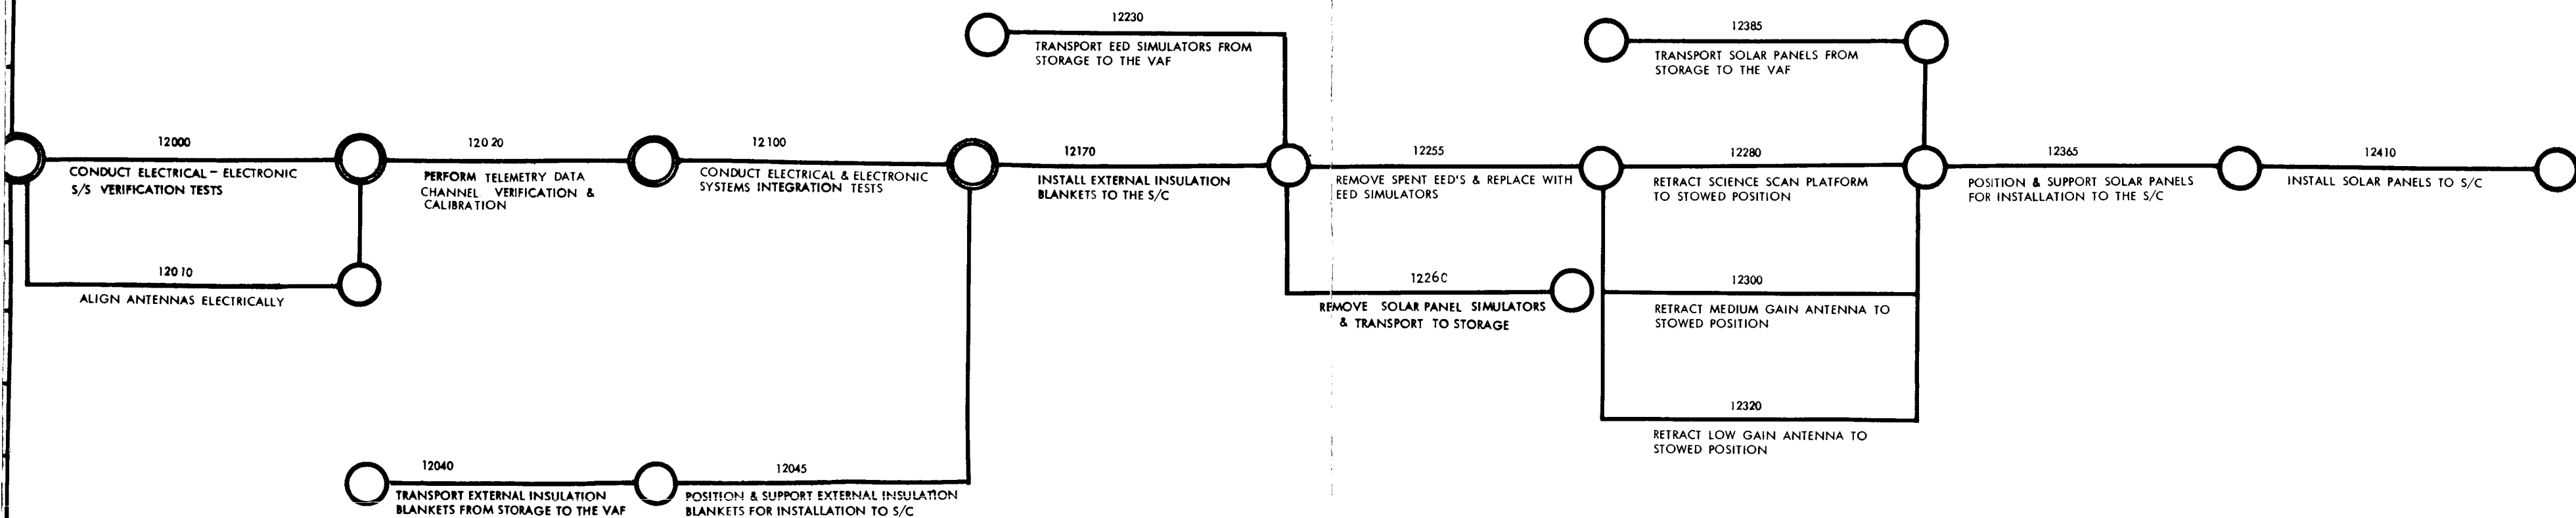 12230
TRANSPORT EED SIMULATORS FROM
STORAGE TO THE VAF
12385
TRANSPORT SOLAR PANELS FROM
STORAGE TO THE VAF
12000
CONDUCT ELECTRICAL - ELECTRONIC
S/S VERIFICATION TESTS
12020
PERFORM TELEMETRY DATA
CHANNEL VERIFICATION &
CALIBRATION
12100
CONDUCT ELECTRICAL & ELECTRONIC
SYSTEMS INTEGRATION TESTS
12170
INSTALL EXTERNAL INSULATION
BLANKETS TO THE S/C
12255
REMOVE SPENT EED'S & REPLACE WITH
EED SIMULATORS
12280
RETRACT SCIENCE SCAN PLATFORM
TO STOWED POSITION
12365
POSITION & SUPPORT SOLAR PANELS
FOR INSTALLATION TO THE S/C
12410
INSTALL SOLAR PANELS TO S/C
12010
ALIGN ANTENNAS ELECTRICALLY
1226C
REMOVE SOLAR PANEL SIMULATORS
& TRANSPORT TO STORAGE
12300
RETRACT MEDIUM GAIN ANTENNA TO
STOWED POSITION
12320
RETRACT LOW GAIN ANTENNA TO
STOWED POSITION
12040
TRANSPORT EXTERNAL INSULATION
BLANKETS FROM STORAGE TO THE VAF
12045
POSITION & SUPPORT EXTERNAL INSULATION
BLANKETS FOR INSTALLATION TO S/C